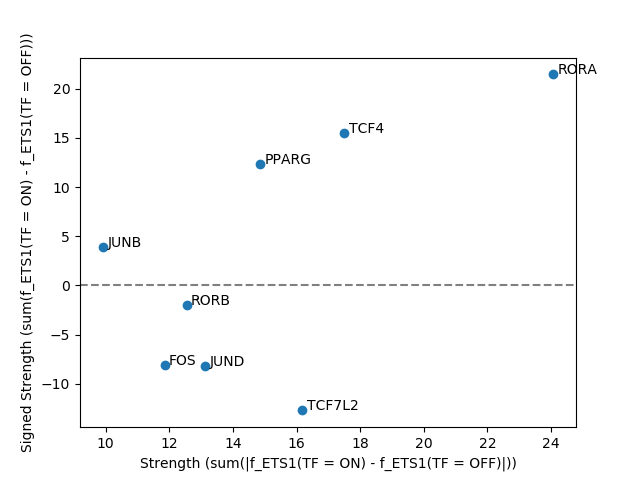 RORA
TCF4
PPARG
JUNB
RORB
FOS
JUND
TCF7L2
20
15
10
5
0
−5
−10
10
12
14
16
18
20
22
24
Strength (sum(|f_ETS1(TF = ON) - f_ETS1(TF = OFF)|))
Signed Strength (sum(f_ETS1(TF = ON) - f_ETS1(TF = OFF)))